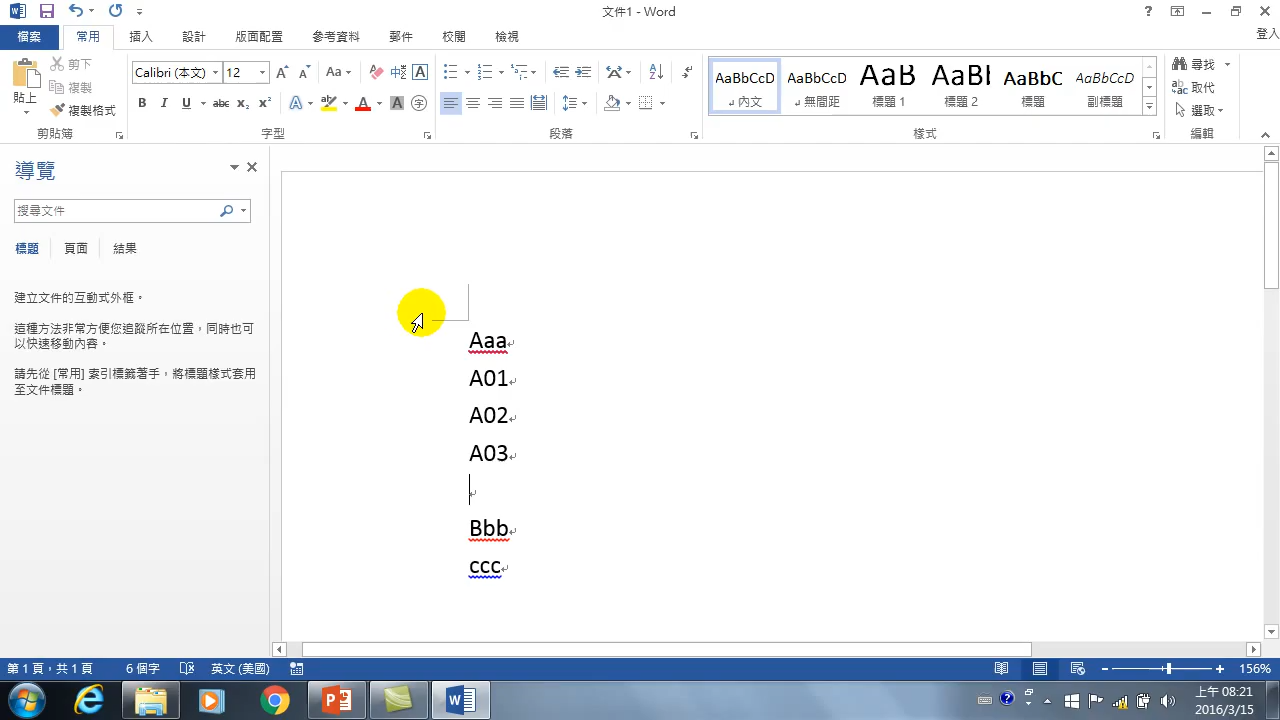 文件1 - Word
檔案 常用 插入 設計 版面配置 參考資料 郵件 校閱 檢視 登入
貼上 剪下
複製
複製格式
剪貼簿
Calibri (本文) 12
字型
段落
AaBbCcD AaBbCcD AaB AaBl AaBbC AaBbCcD
內文 無間距 標題 1 標題 2 標題 副標題
樣式
尋找
取代
選取
編輯
導覽
搜尋文件
標題 頁面 結果
建立文件的互動式外框。
這種方法非常方便您追蹤所在位置，同時也可
以快速移動內容。
請先從 [常用] 索引標籤著手，將標題樣式套用
至文件標題。
Aaa
A01
A02
A03
Bbb
ccc
第 1 頁，共 1 頁 6 個字 英文 (美國) 156%
上午 08:21
2016/3/15